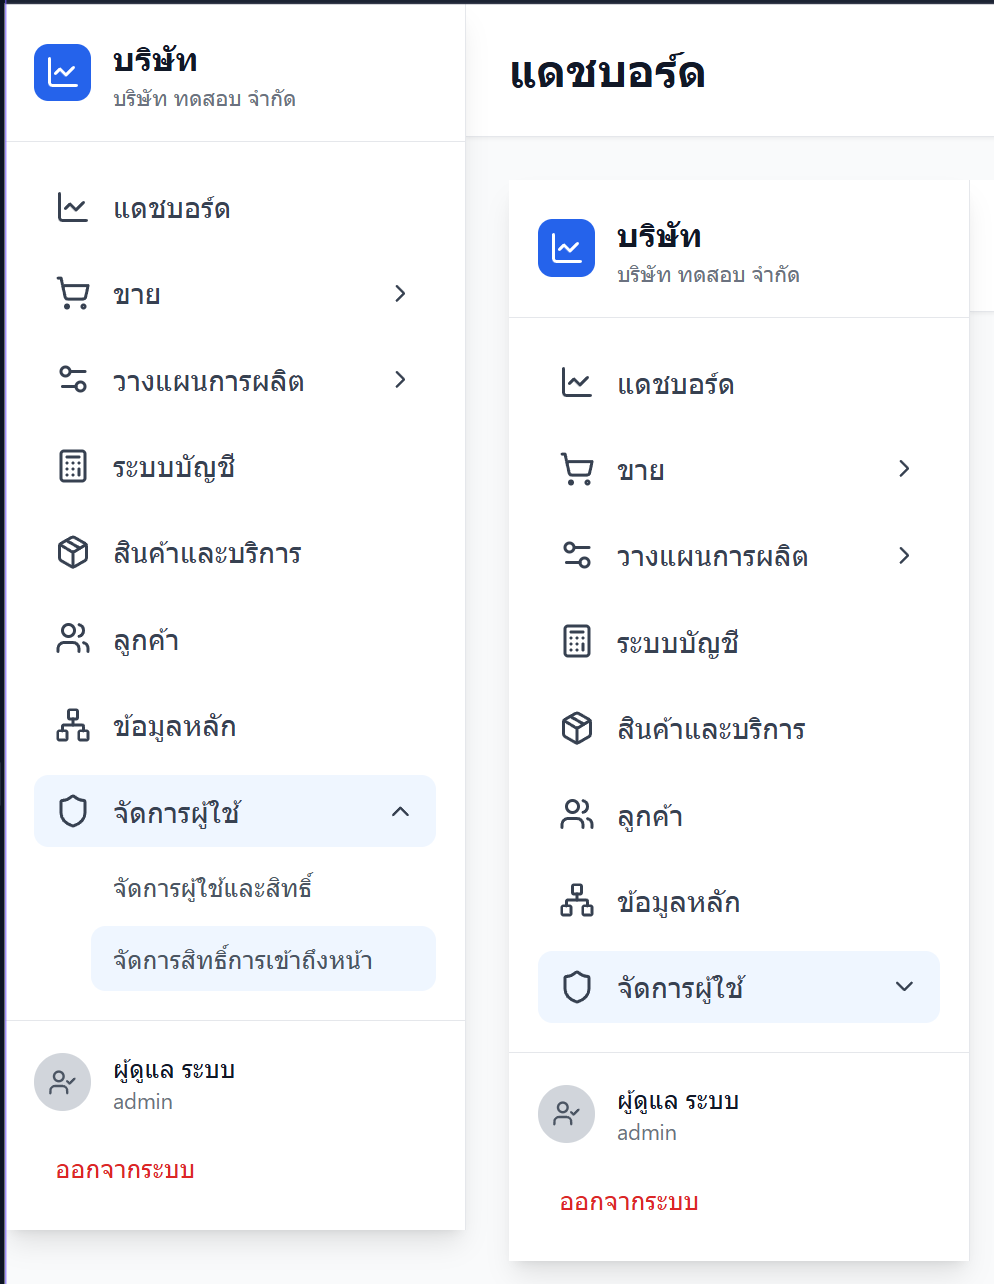 บริษัท
บริษัท ทดสอบ จำกัด
แดชบอร์ด
ขาย
วางแผนการผลิต
ระบบบัญชี
สินค้าและบริการ
ลูกค้า
ข้อมูลหลัก
จัดการผู้ใช้
จัดการผู้ใช้และสิทธิ์
จัดการสิทธิ์การเข้าถึงหน้า
ผู้ดูแล ระบบ
admin
ออกจากระบบ
แดชบอร์ด
บริษัท
บริษัท ทดสอบ จำกัด
แดชบอร์ด
ขาย
วางแผนการผลิต
ระบบบัญชี
สินค้าและบริการ
ลูกค้า
ข้อมูลหลัก
จัดการผู้ใช้
ผู้ดูแล ระบบ
admin
ออกจากระบบ